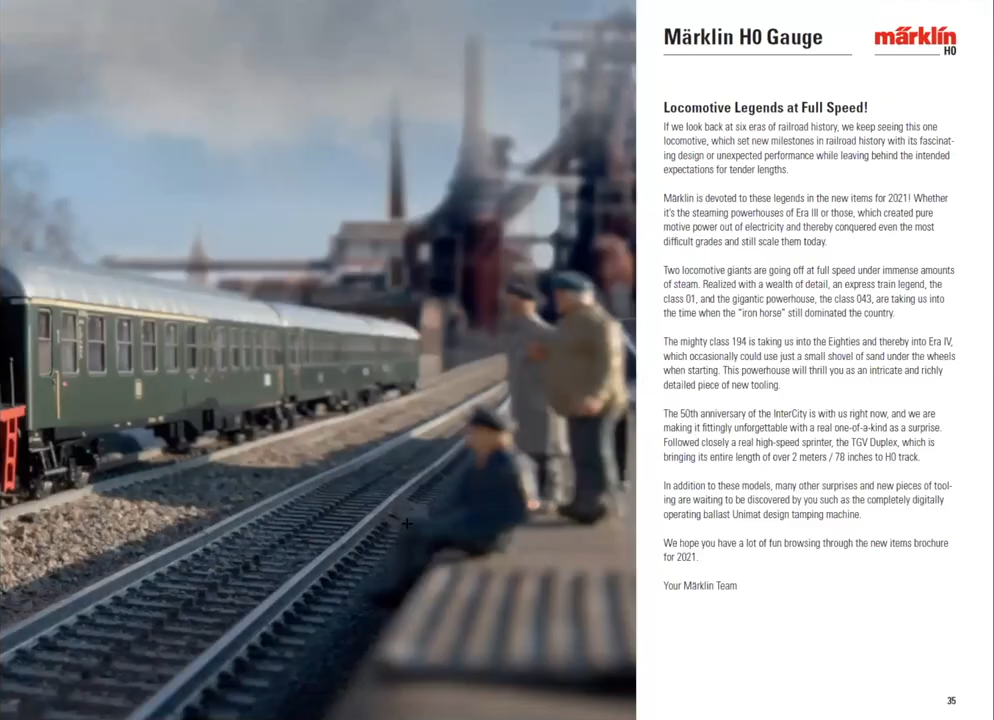 Märklin H0 Gauge
märklin
H0
Locomotive Legends at Full Speed!
If we look back at six eras of railroad history, we keep seeing this one
locomotive, which set new milestones in railroad history with its fascinat-
ing design or unexpected performance while leaving behind the intended
expectations for tender lengths.
Märklin is devoted to these legends in the new items for 2021! Whether
it's the steaming powerhouses of Era III or those, which created pure
motive power out of electricity and thereby conquered even the most
difficult grades and still scale them today.
Two locomotive giants are going off at full speed under immense amounts
of steam. Realized with a wealth of detail, an express train legend, the
class 01, and the gigantic powerhouse, the class 043, are taking us into
the time when the "iron horse" still dominated the country.
The mighty class 194 is taking us into the Eighties and thereby into Era IV,
which occasionally could use just a small shovel of sand under the wheels
when starting. This powerhouse will thrill you as an intricate and richly
detailed piece of new tooling.
The 50th anniversary of the InterCity is with us right now, and we are
making it fittingly unforgettable with a real one-of-a-kind as a surprise.
Followed closely a real high-speed sprinter, the TGV Duplex, which is
bringing its entire length of over 2 meters / 78 inches to H0 track.
In addition to these models, many other surprises and new pieces of tool-
ing are waiting to be discovered by you such as the completely digitally
operating ballast Unimat design tamping machine.
We hope you have a lot of fun browsing through the new items brochure
for 2021.
Your Märklin Team
35